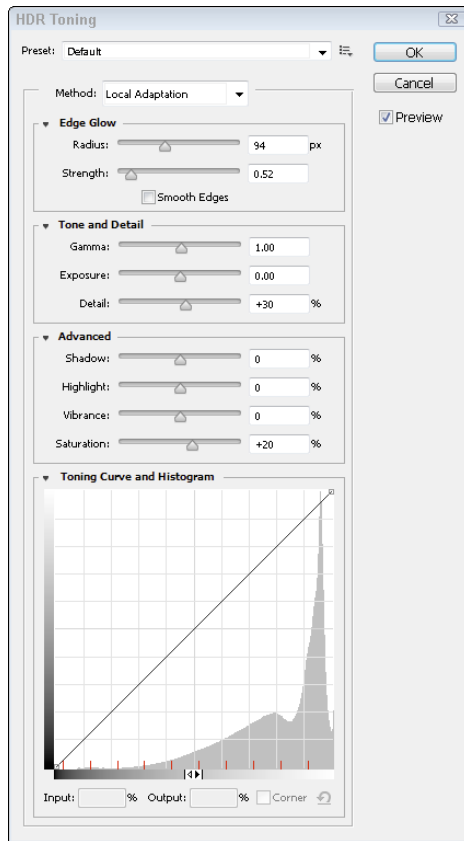 HDR Toning
Preset: Default
OK
Cancel
Preview
Method: Local Adaptation
Edge Glow
Radius: 94 px
Strength: 0.52
Smooth Edges
Tone and Detail
Gamma: 1.00
Exposure: 0.00
Detail: +30 %
Advanced
Shadow: 0 %
Highlight: 0 %
Vibrance: 0 %
Saturation: +20 %
Toning Curve and Histogram
Input: % Output: % Corner